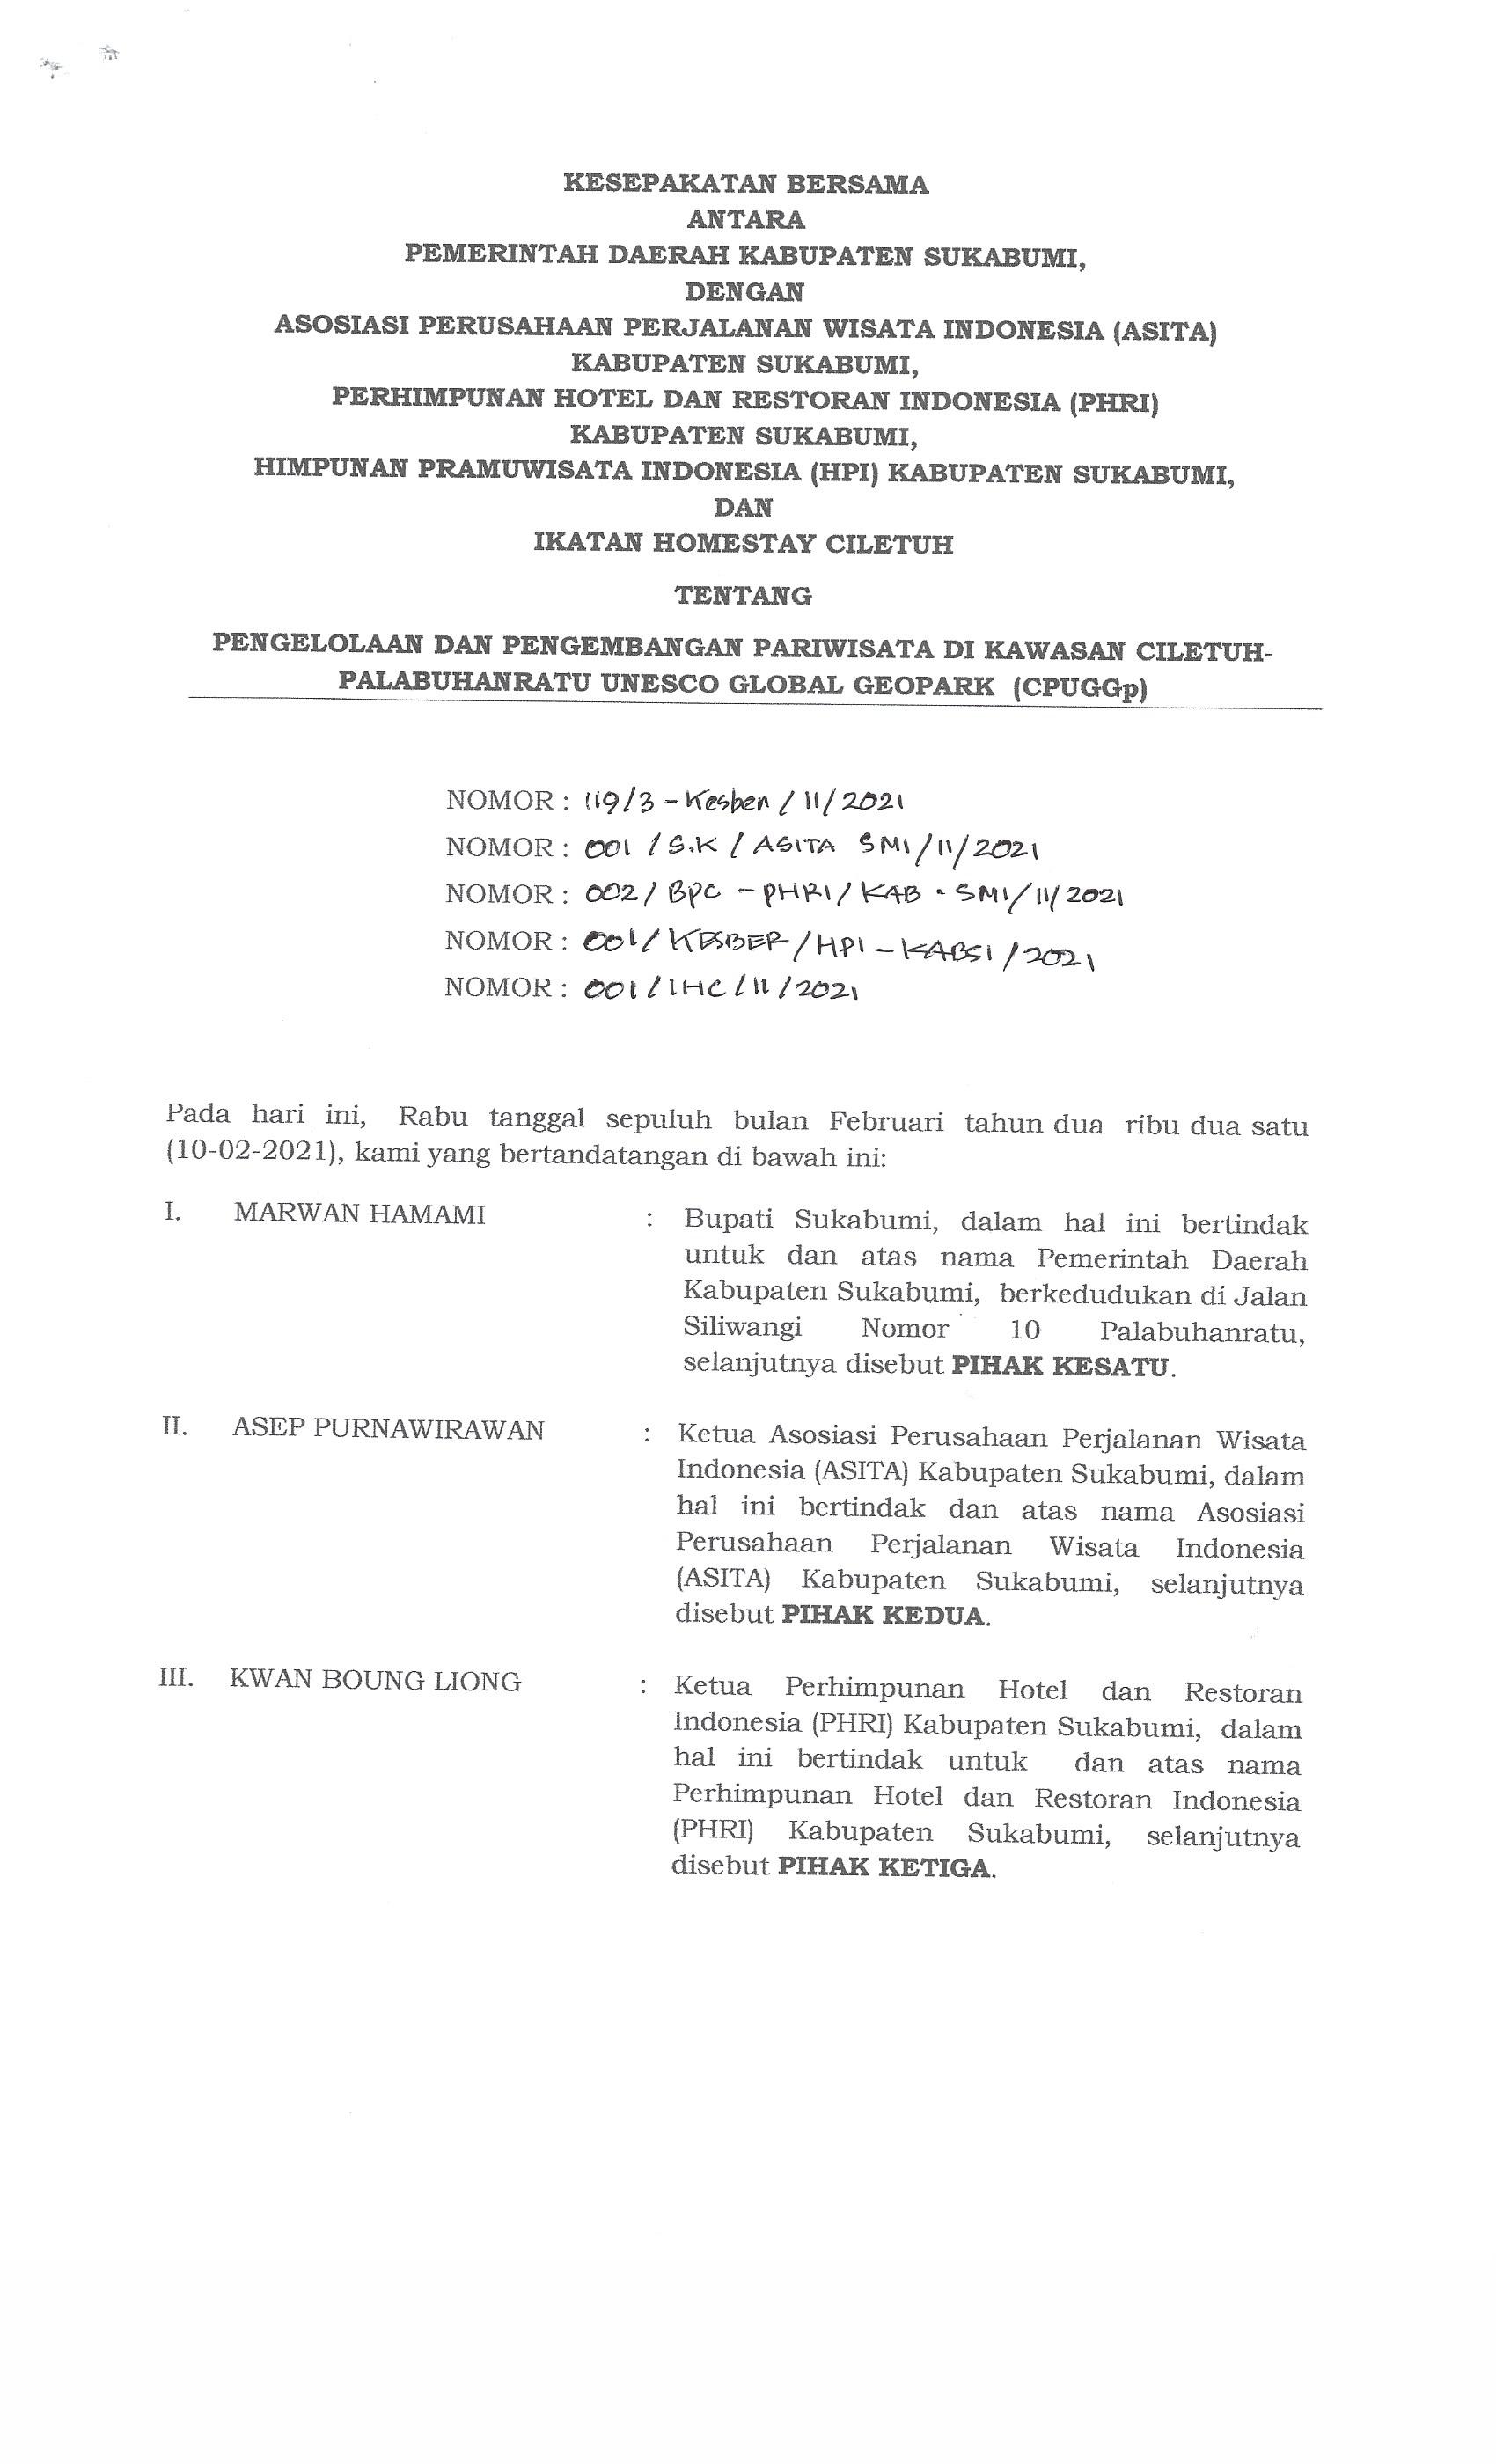 KESEPAKATAN BERSAMA
ANTARA
PEMERINTAH DAERAH KABUPATEN SUKABUMI,
DENGAN
ASOSIASI PERUSAHAAN PERJALANAN WISATA INDONESIA (ASITA)
KABUPATEN SUKABUMI,
PERHIMPUNAN HOTEL DAN RESTORAN INDONESIA (PHRI)
KABUPATEN SUKABUMI,
HIMPUNAN PRAMUWISATA INDONESIA (HPI) KABUPATEN SUKABUMI,
DAN
IKATAN HOMESTAY CILETUH
TENTANG
PENGELOLAAN DAN PENGEMBANGAN PARIWISATA DI KAWASAN CILETUH-
PALABUHANRATU UNESCO GLOBAL GEOPARK (CPUGGp)
NOMOR : 119/3 - Kesber / II / 2021
NOMOR : 001 / S.K / ASITA SMI / II / 2021
NOMOR : 002 / BPC - PHRI / KAB . SMI / II / 2021
NOMOR : 001 / KESBER / HPI - KABSI / 2021
NOMOR : 001 / IHC / II / 2021
Pada hari ini, Rabu tanggal sepuluh bulan Februari tahun dua ribu dua satu
(10-02-2021), kami yang bertandatangan di bawah ini:
I. MARWAN HAMAMI : Bupati Sukabumi, dalam hal ini bertindak
untuk dan atas nama Pemerintah Daerah
Kabupaten Sukabumi, berkedudukan di Jalan
Siliwangi Nomor 10 Palabuhanratu,
selanjutnya disebut PIHAK KESATU.
II. ASEP PURNAWIRAWAN : Ketua Asosiasi Perusahaan Perjalanan Wisata
Indonesia (ASITA) Kabupaten Sukabumi, dalam
hal ini bertindak dan atas nama Asosiasi
Perusahaan Perjalanan Wisata Indonesia
(ASITA) Kabupaten Sukabumi, selanjutnya
disebut PIHAK KEDUA.
III. KWAN BOUNG LIONG : Ketua Perhimpunan Hotel dan Restoran
Indonesia (PHRI) Kabupaten Sukabumi, dalam
hal ini bertindak untuk dan atas nama
Perhimpunan Hotel dan Restoran Indonesia
(PHRI) Kabupaten Sukabumi, selanjutnya
disebut PIHAK KETIGA.